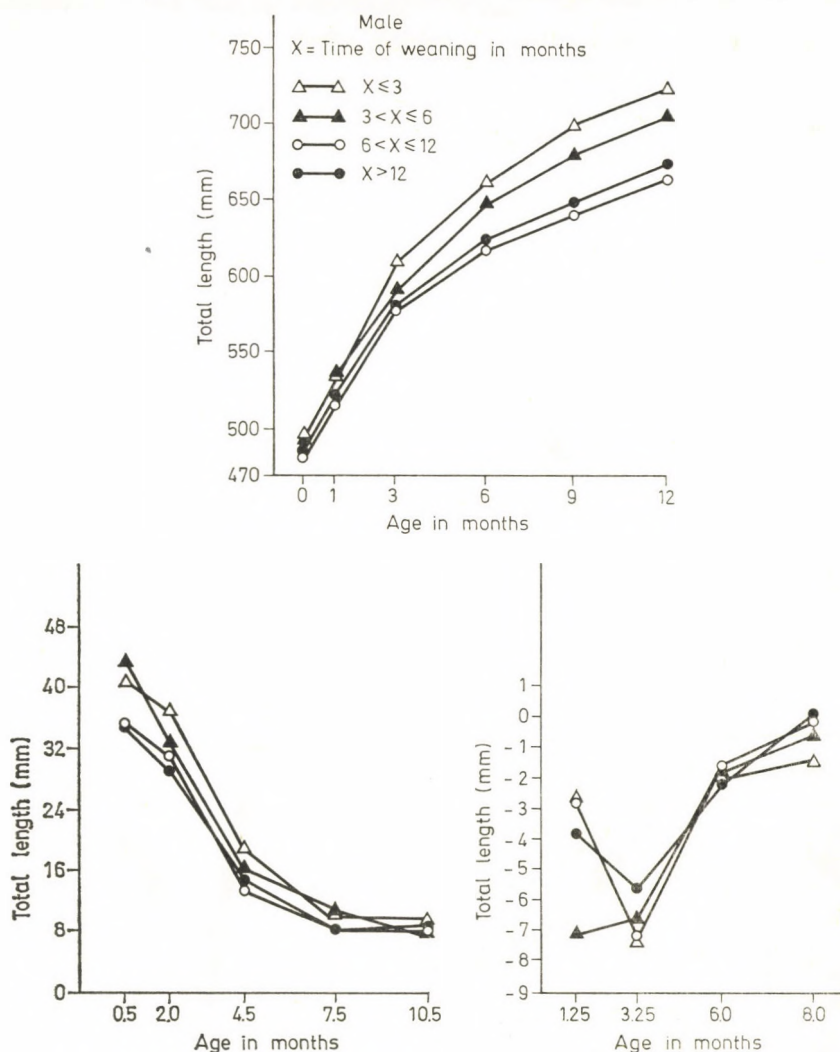 Male
X = Time of weaning in months
X ≤ 3
3 < X ≤ 6
6 < X ≤ 12
X > 12
750
700
650
600
550
500
470
Total length (mm)
0 1 3 6 9 12
Age in months
48
40
32
24
16
8
0
Total length (mm)
0.5 2.0 4.5 7.5 10.5
Age in months
1
0
-1
-2
-3
-4
-5
-6
-7
-8
-9
Total length (mm)
1.25 3.25 6.0 8.0
Age in months